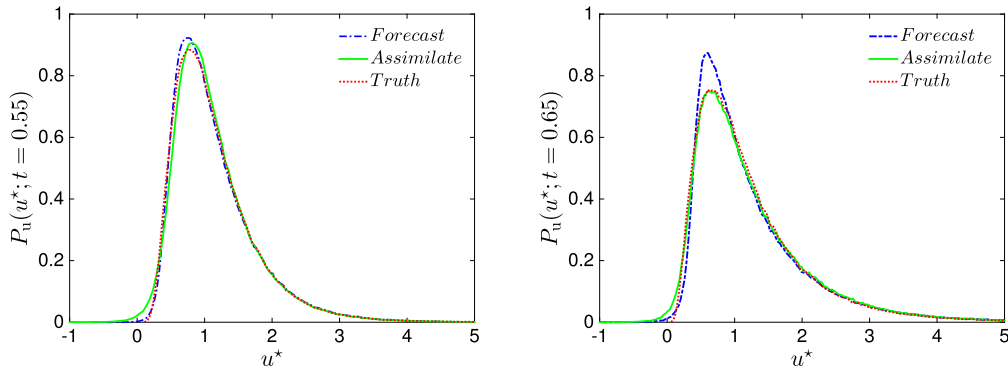 1
0.8
0.6
0.4
0.2
0
-1 0 1 2 3 4 5
u⋆
Pu(u⋆; t = 0.55)
Forecast
Assimilate
Truth
1
0.8
0.6
0.4
0.2
0
-1 0 1 2 3 4 5
u⋆
Pu(u⋆; t = 0.65)
Forecast
Assimilate
Truth